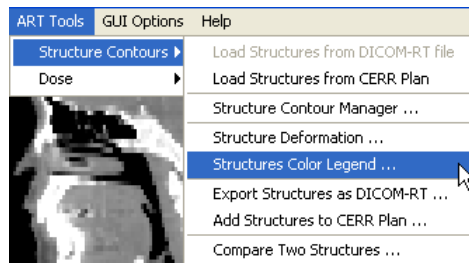 ART Tools GUI Options Help
Structure Contours
Dose
Load Structures from DICOM-RT file
Load Structures from CERR Plan
Structure Contour Manager ...
Structure Deformation ...
Structures Color Legend ...
Export Structures as DICOM-RT ...
Add Structures to CERR Plan ...
Compare Two Structures ...